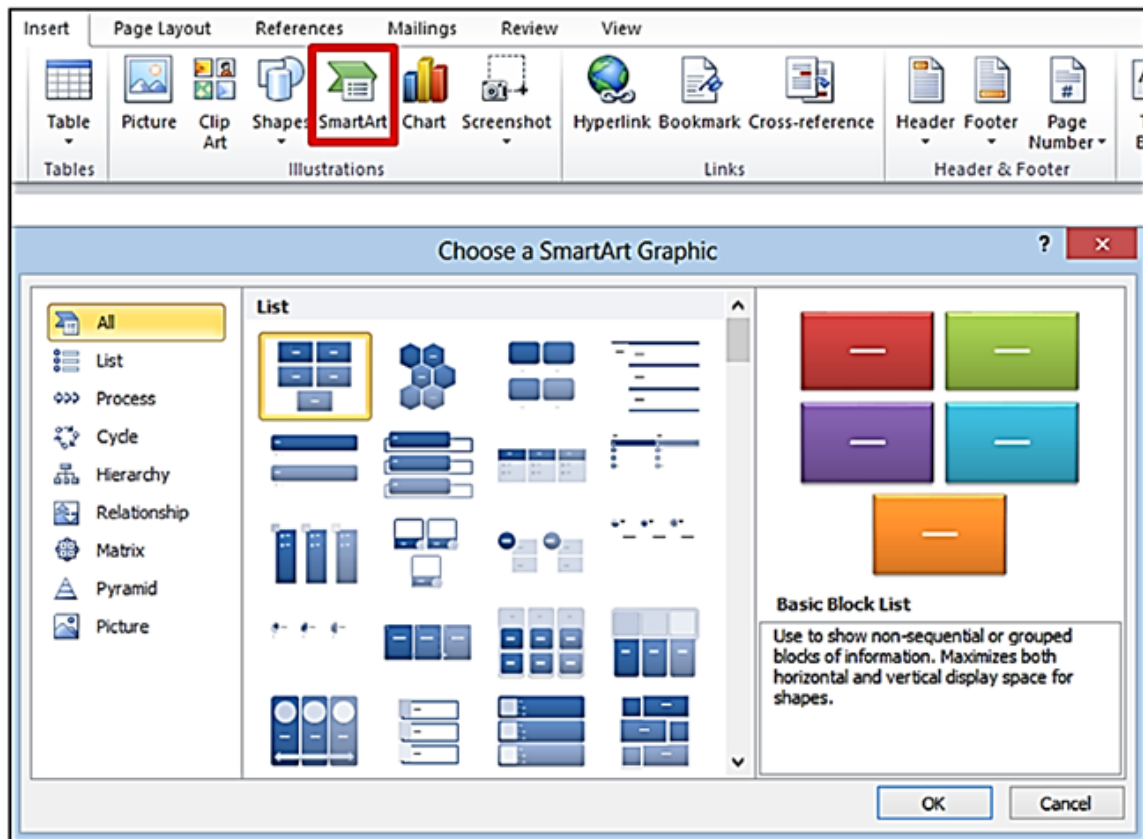 Insert Page Layout References Mailings Review View
Table Picture Clip Art Shapes SmartArt Chart Screenshot Hyperlink Bookmark Cross-reference Header Footer Page Number
Tables Illustrations Links Header & Footer
Choose a SmartArt Graphic ?
All
List
Process
Cycle
Hierarchy
Relationship
Matrix
Pyramid
Picture
List
Basic Block List
Use to show non-sequential or grouped
blocks of information. Maximizes both
horizontal and vertical display space for
shapes.
OK Cancel